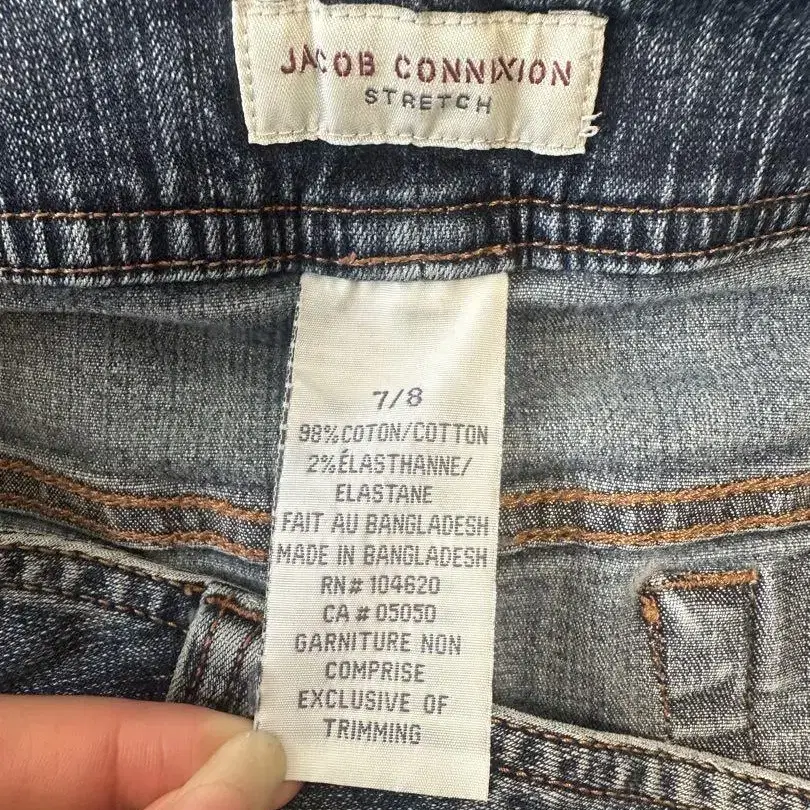 JACOB CONNEXION
STRETCH
7/8
98%COTON/COTTON
2%ÉLASTHANNE/
ELASTANE
FAIT AU BANGLADESH
MADE IN BANGLADESH
RN# 104620
CA # 05050
GARNITURE NON
COMPRISE
EXCLUSIVE OF
TRIMMING